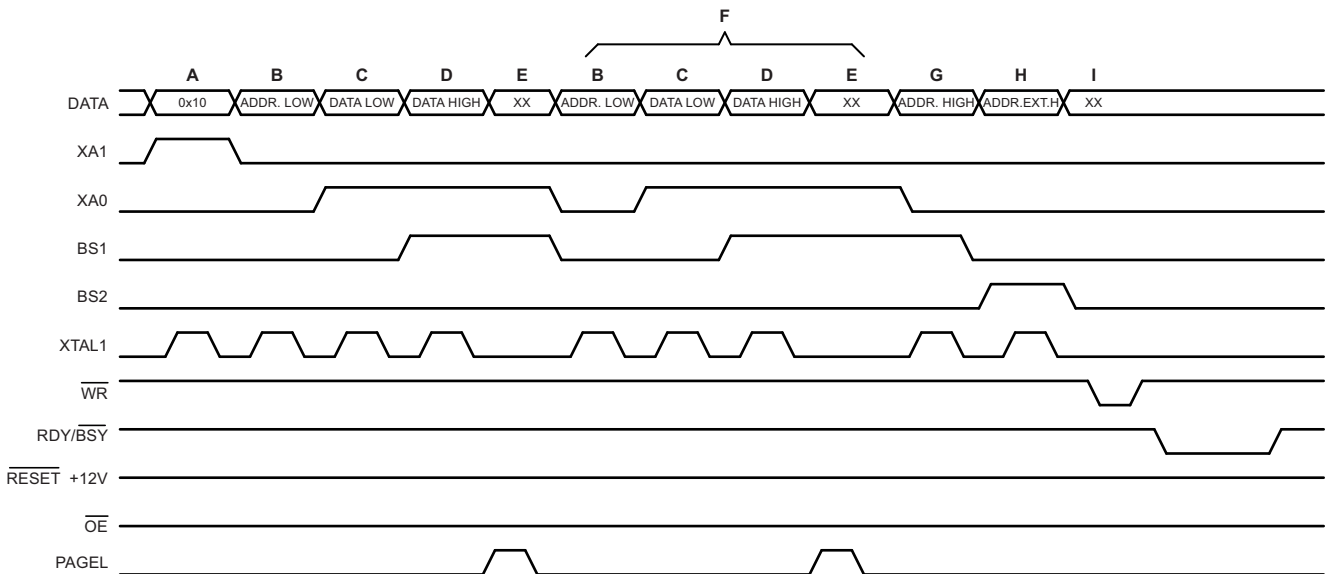 F
A B C D E B C D E G H I
DATA 0x10 ADDR. LOW DATA LOW DATA HIGH XX ADDR. LOW DATA LOW DATA HIGH XX ADDR. HIGH ADDR.EXT.H XX
XA1
XA0
BS1
BS2
XTAL1
WR
RDY/BSY
RESET +12V
OE
PAGEL